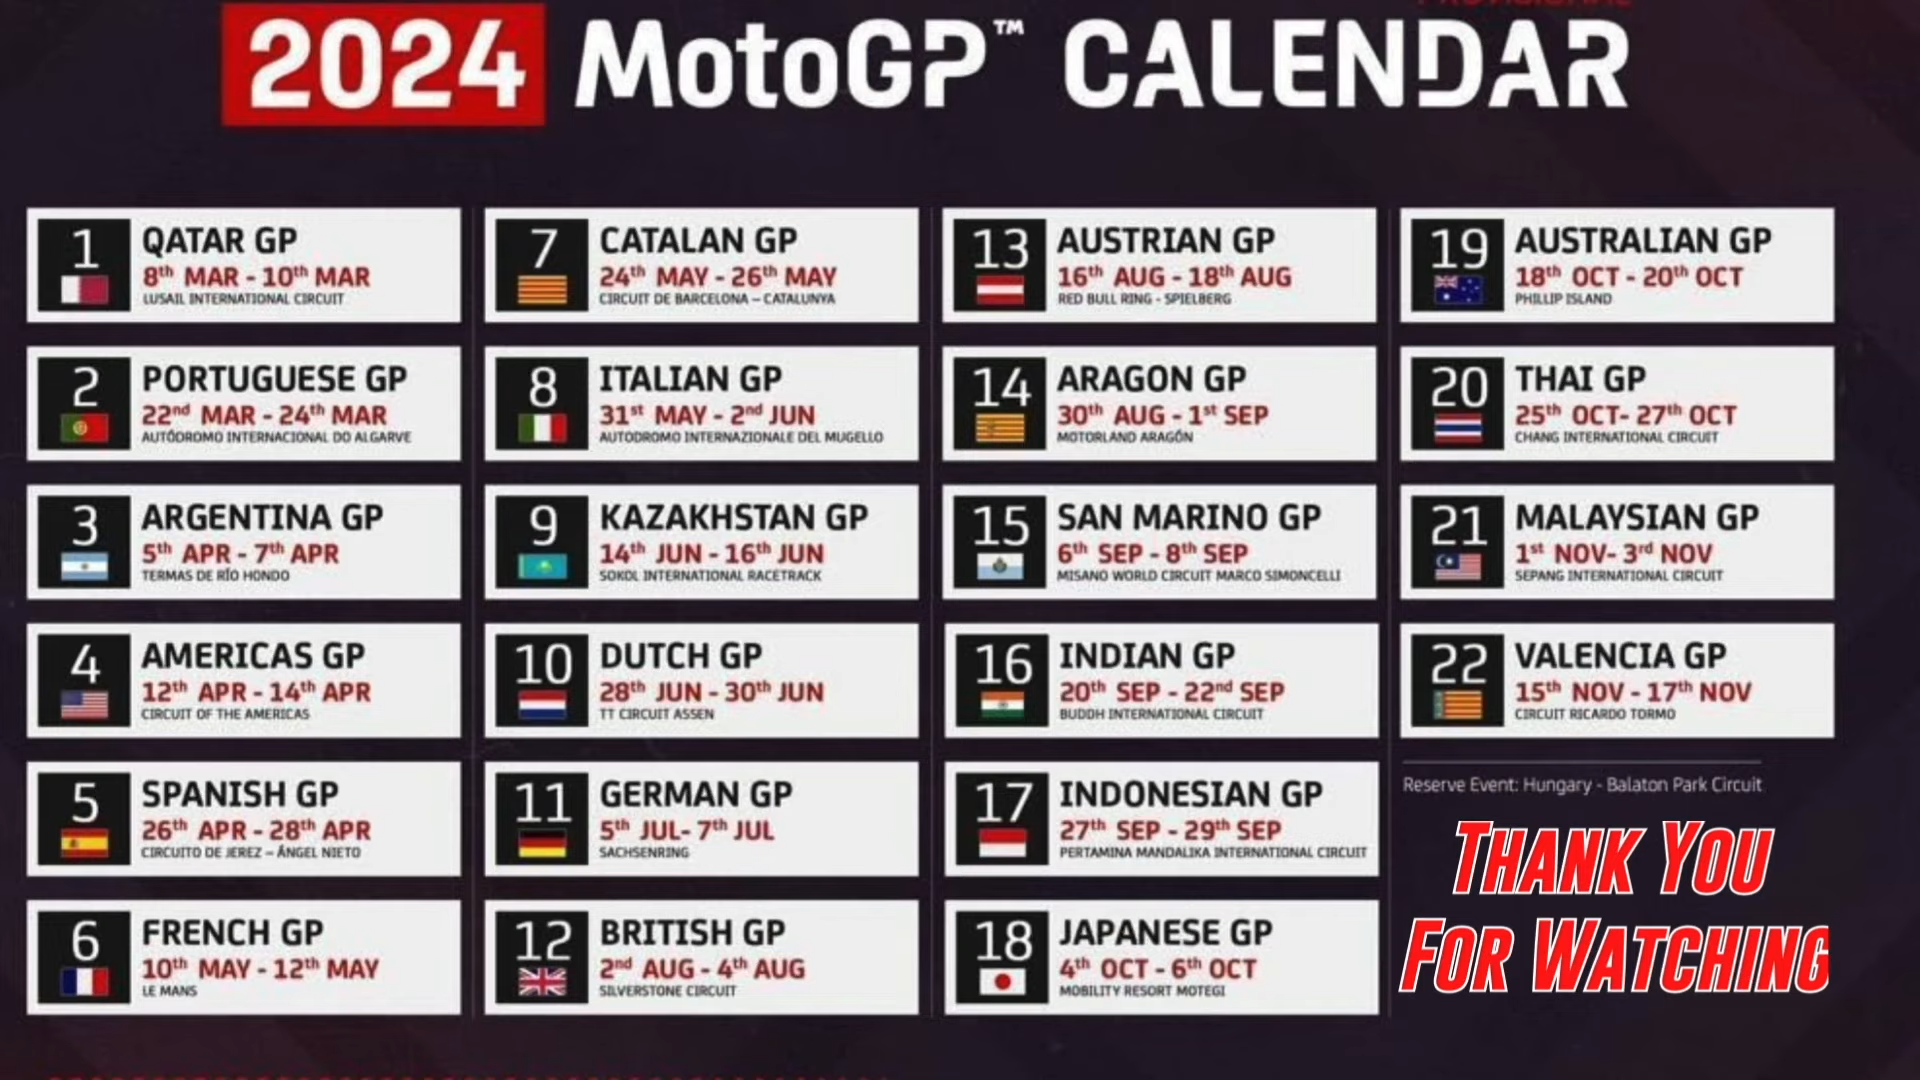 PROVISIONAL
2024 MotoGP™ CALENDAR
1
QATAR GP
8th MAR - 10th MAR
LUSAIL INTERNATIONAL CIRCUIT
2
PORTUGUESE GP
22nd MAR - 24th MAR
AUTÓDROMO INTERNACIONAL DO ALGARVE
3
ARGENTINA GP
5th APR - 7th APR
TERMAS DE RÍO HONDO
4
AMERICAS GP
12th APR - 14th APR
CIRCUIT OF THE AMERICAS
5
SPANISH GP
26th APR - 28th APR
CIRCUITO DE JEREZ – ÁNGEL NIETO
6
FRENCH GP
10th MAY - 12th MAY
LE MANS
7
CATALAN GP
24th MAY - 26th MAY
CIRCUIT DE BARCELONA – CATALUNYA
8
ITALIAN GP
31st MAY - 2nd JUN
AUTODROMO INTERNAZIONALE DEL MUGELLO
9
KAZAKHSTAN GP
14th JUN - 16th JUN
SOKOL INTERNATIONAL RACETRACK
10
DUTCH GP
28th JUN - 30th JUN
TT CIRCUIT ASSEN
11
GERMAN GP
5th JUL- 7th JUL
SACHSENRING
12
BRITISH GP
2nd AUG - 4th AUG
SILVERSTONE CIRCUIT
13
AUSTRIAN GP
16th AUG - 18th AUG
RED BULL RING - SPIELBERG
14
ARAGON GP
30th AUG - 1st SEP
MOTORLAND ARAGÓN
15
SAN MARINO GP
6th SEP - 8th SEP
MISANO WORLD CIRCUIT MARCO SIMONCELLI
16
INDIAN GP
20th SEP - 22nd SEP
BUDDH INTERNATIONAL CIRCUIT
17
INDONESIAN GP
27th SEP - 29th SEP
PERTAMINA MANDALIKA INTERNATIONAL CIRCUIT
18
JAPANESE GP
4th OCT - 6th OCT
MOBILITY RESORT MOTEGI
19
AUSTRALIAN GP
18th OCT - 20th OCT
PHILLIP ISLAND
20
THAI GP
25th OCT- 27th OCT
CHANG INTERNATIONAL CIRCUIT
21
MALAYSIAN GP
1st NOV- 3rd NOV
SEPANG INTERNATIONAL CIRCUIT
22
VALENCIA GP
15th NOV - 17th NOV
CIRCUIT RICARDO TORMO
Reserve Event: Hungary - Balaton Park Circuit
THANK YOU
FOR WATCHING